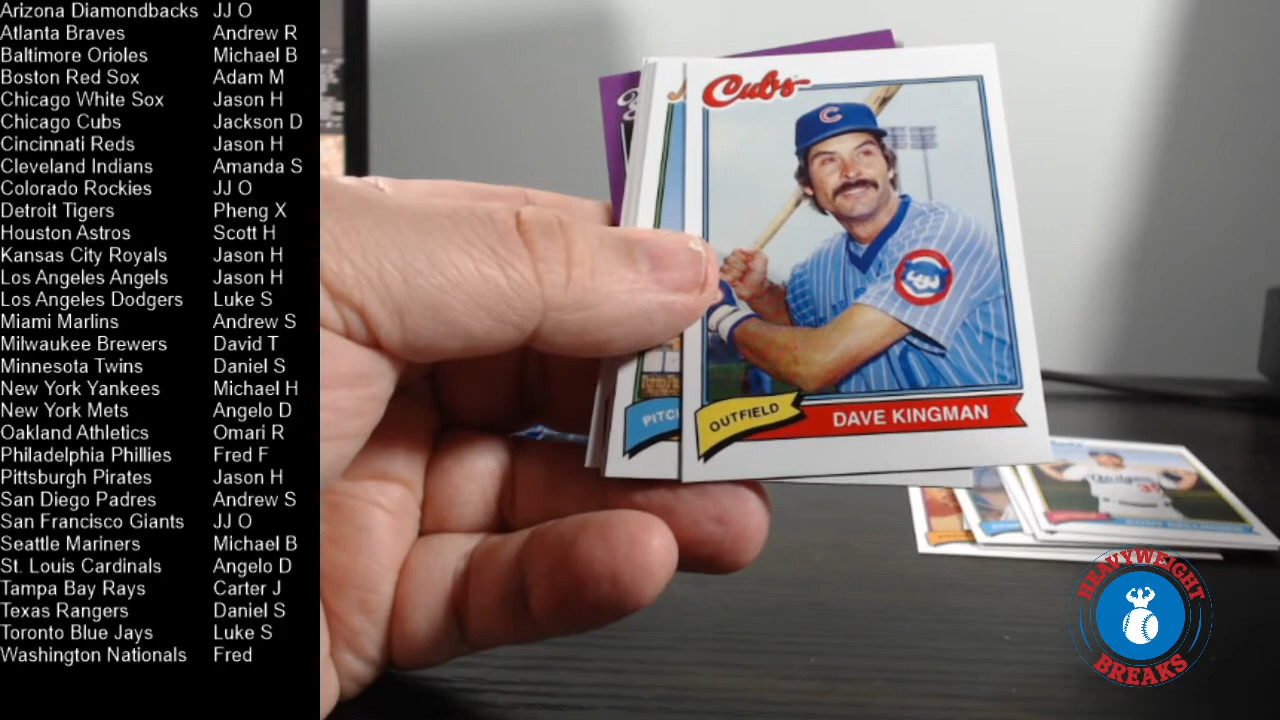 Arizona Diamondbacks JJ O
Atlanta Braves Andrew R
Baltimore Orioles Michael B
Boston Red Sox Adam M
Chicago White Sox Jason H
Chicago Cubs Jackson D
Cincinnati Reds Jason H
Cleveland Indians Amanda S
Colorado Rockies JJ O
Detroit Tigers Pheng X
Houston Astros Scott H
Kansas City Royals Jason H
Los Angeles Angels Jason H
Los Angeles Dodgers Luke S
Miami Marlins Andrew S
Milwaukee Brewers David T
Minnesota Twins Daniel S
New York Yankees Michael H
New York Mets Angelo D
Oakland Athletics Omari R
Philadelphia Phillies Fred F
Pittsburgh Pirates Jason H
San Diego Padres Andrew S
San Francisco Giants JJ O
Seattle Mariners Michael B
St. Louis Cardinals Angelo D
Tampa Bay Rays Carter J
Texas Rangers Daniel S
Toronto Blue Jays Luke S
Washington Nationals Fred
Cubs
C
OUTFIELD
DAVE KINGMAN
PITC
Dodgers
HEAVYWEIGHT
BREAKS